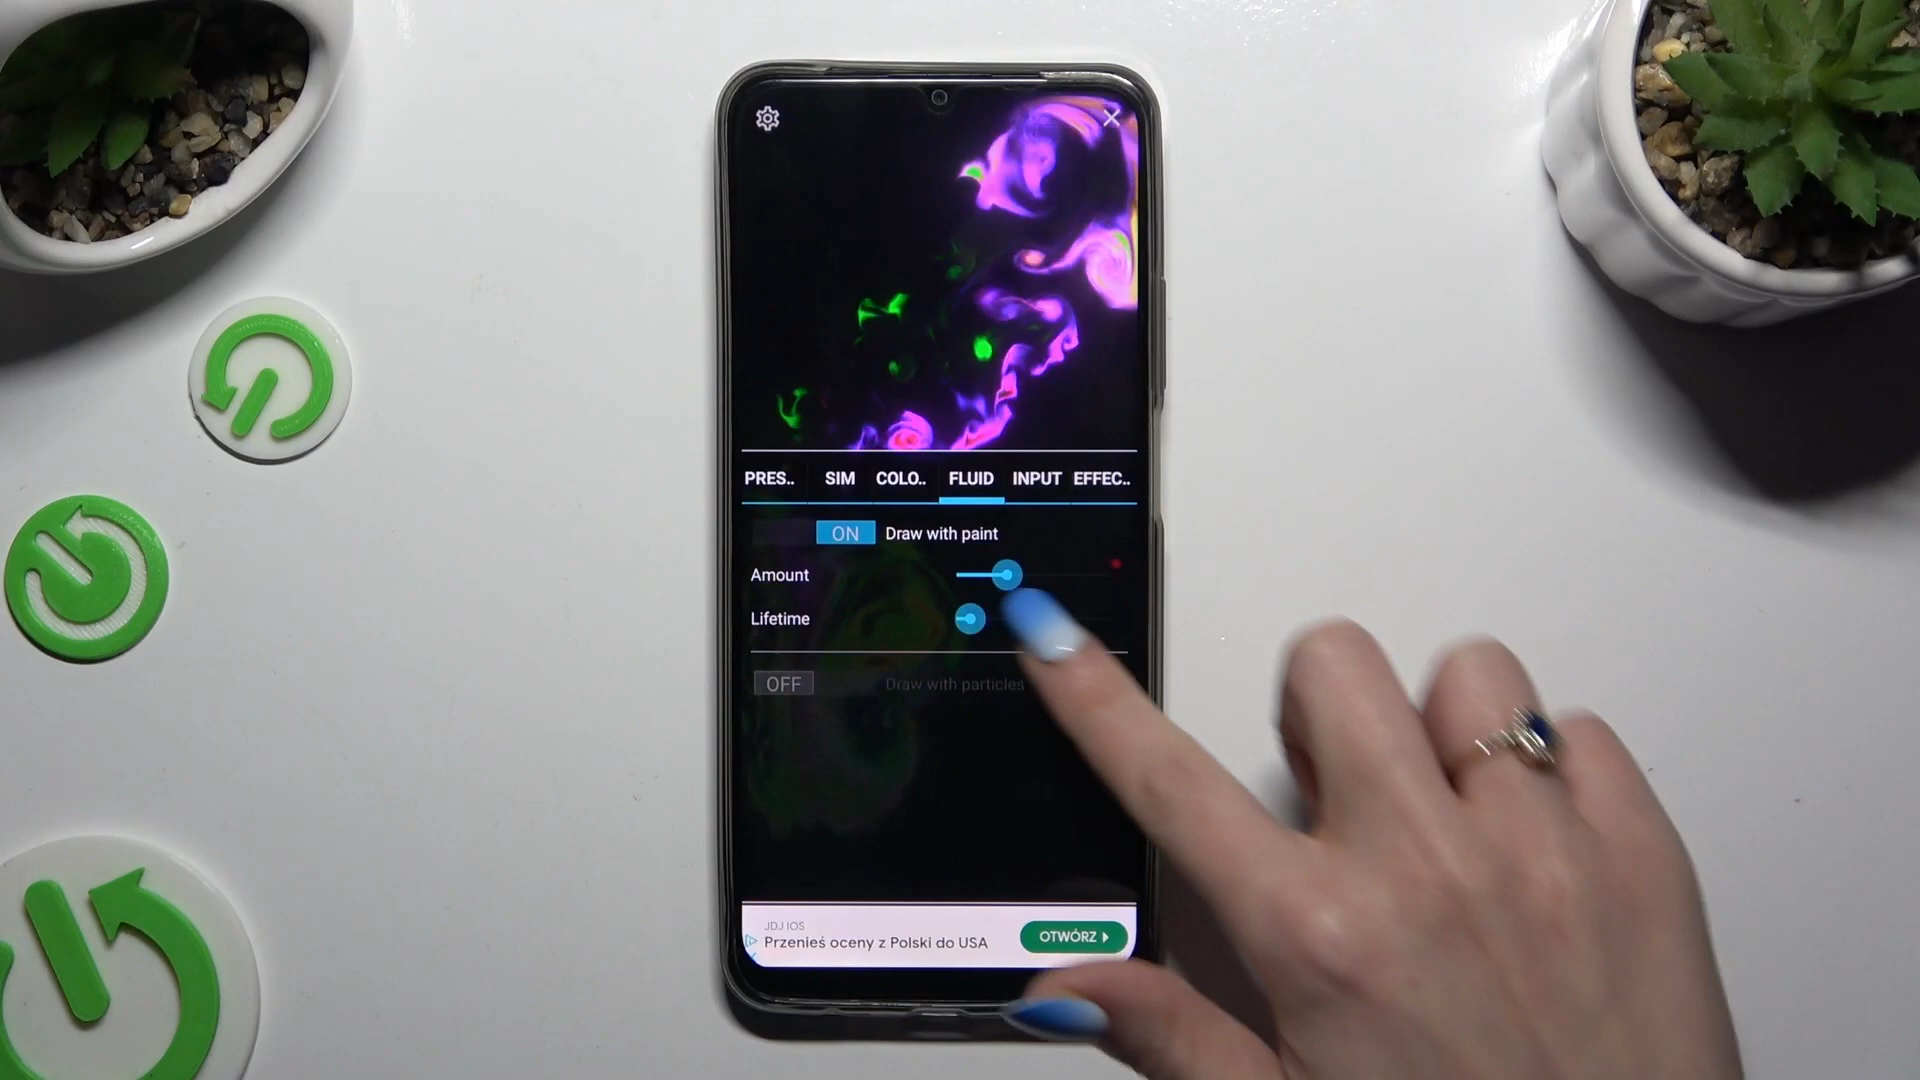 PRES.. SIM COLO.. FLUID INPUT EFFEC..
ON Draw with paint
Amount
Lifetime
OFF Draw with particles
JDJ IOS
Przenieś oceny z Polski do USA
OTWÓRZ